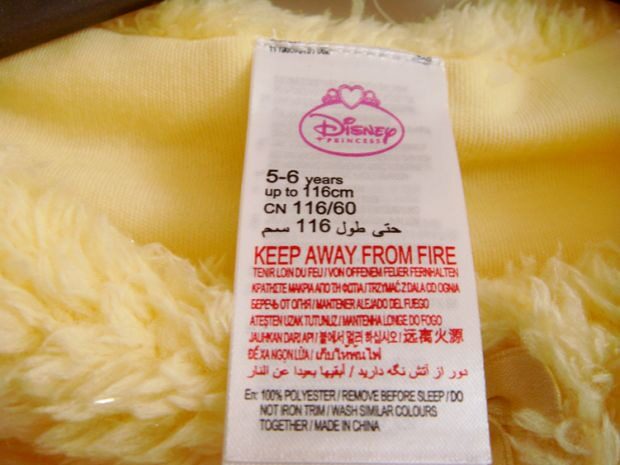 Disney
PRINCESS
5-6 years
up to 116cm
CN 116/60
حتى طول 116 سم
KEEP AWAY FROM FIRE
TENIR LOIN DU FEU / VON OFFENEM FEUER FERNHALTEN
ΚΡΑΤΗΣΤΕ ΜΑΚΡΙΑ ΑΠΟ ΤΗ ΦΩΤΙΑ / TRZYMAĆ Z DALA OD OGNIA
БЕРЕЧЬ ОТ ОГНЯ / MANTENER ALEJADO DEL FUEGO
ATEŞTEN UZAK TUTUNUZ / MANTENHA LONGE DO FOGO
JAUHKAN DARI API / 불에서 멀리 하십시오 / 远离火源
ĐỂ XA NGỌN LỬA / เก็บให้พ้นไฟ
دور از آتش نگه دارید / أبقيها بعيدا عن النار
En: 100% POLYESTER / REMOVE BEFORE SLEEP / DO
NOT IRON TRIM / WASH SIMILAR COLOURS
TOGETHER / MADE IN CHINA